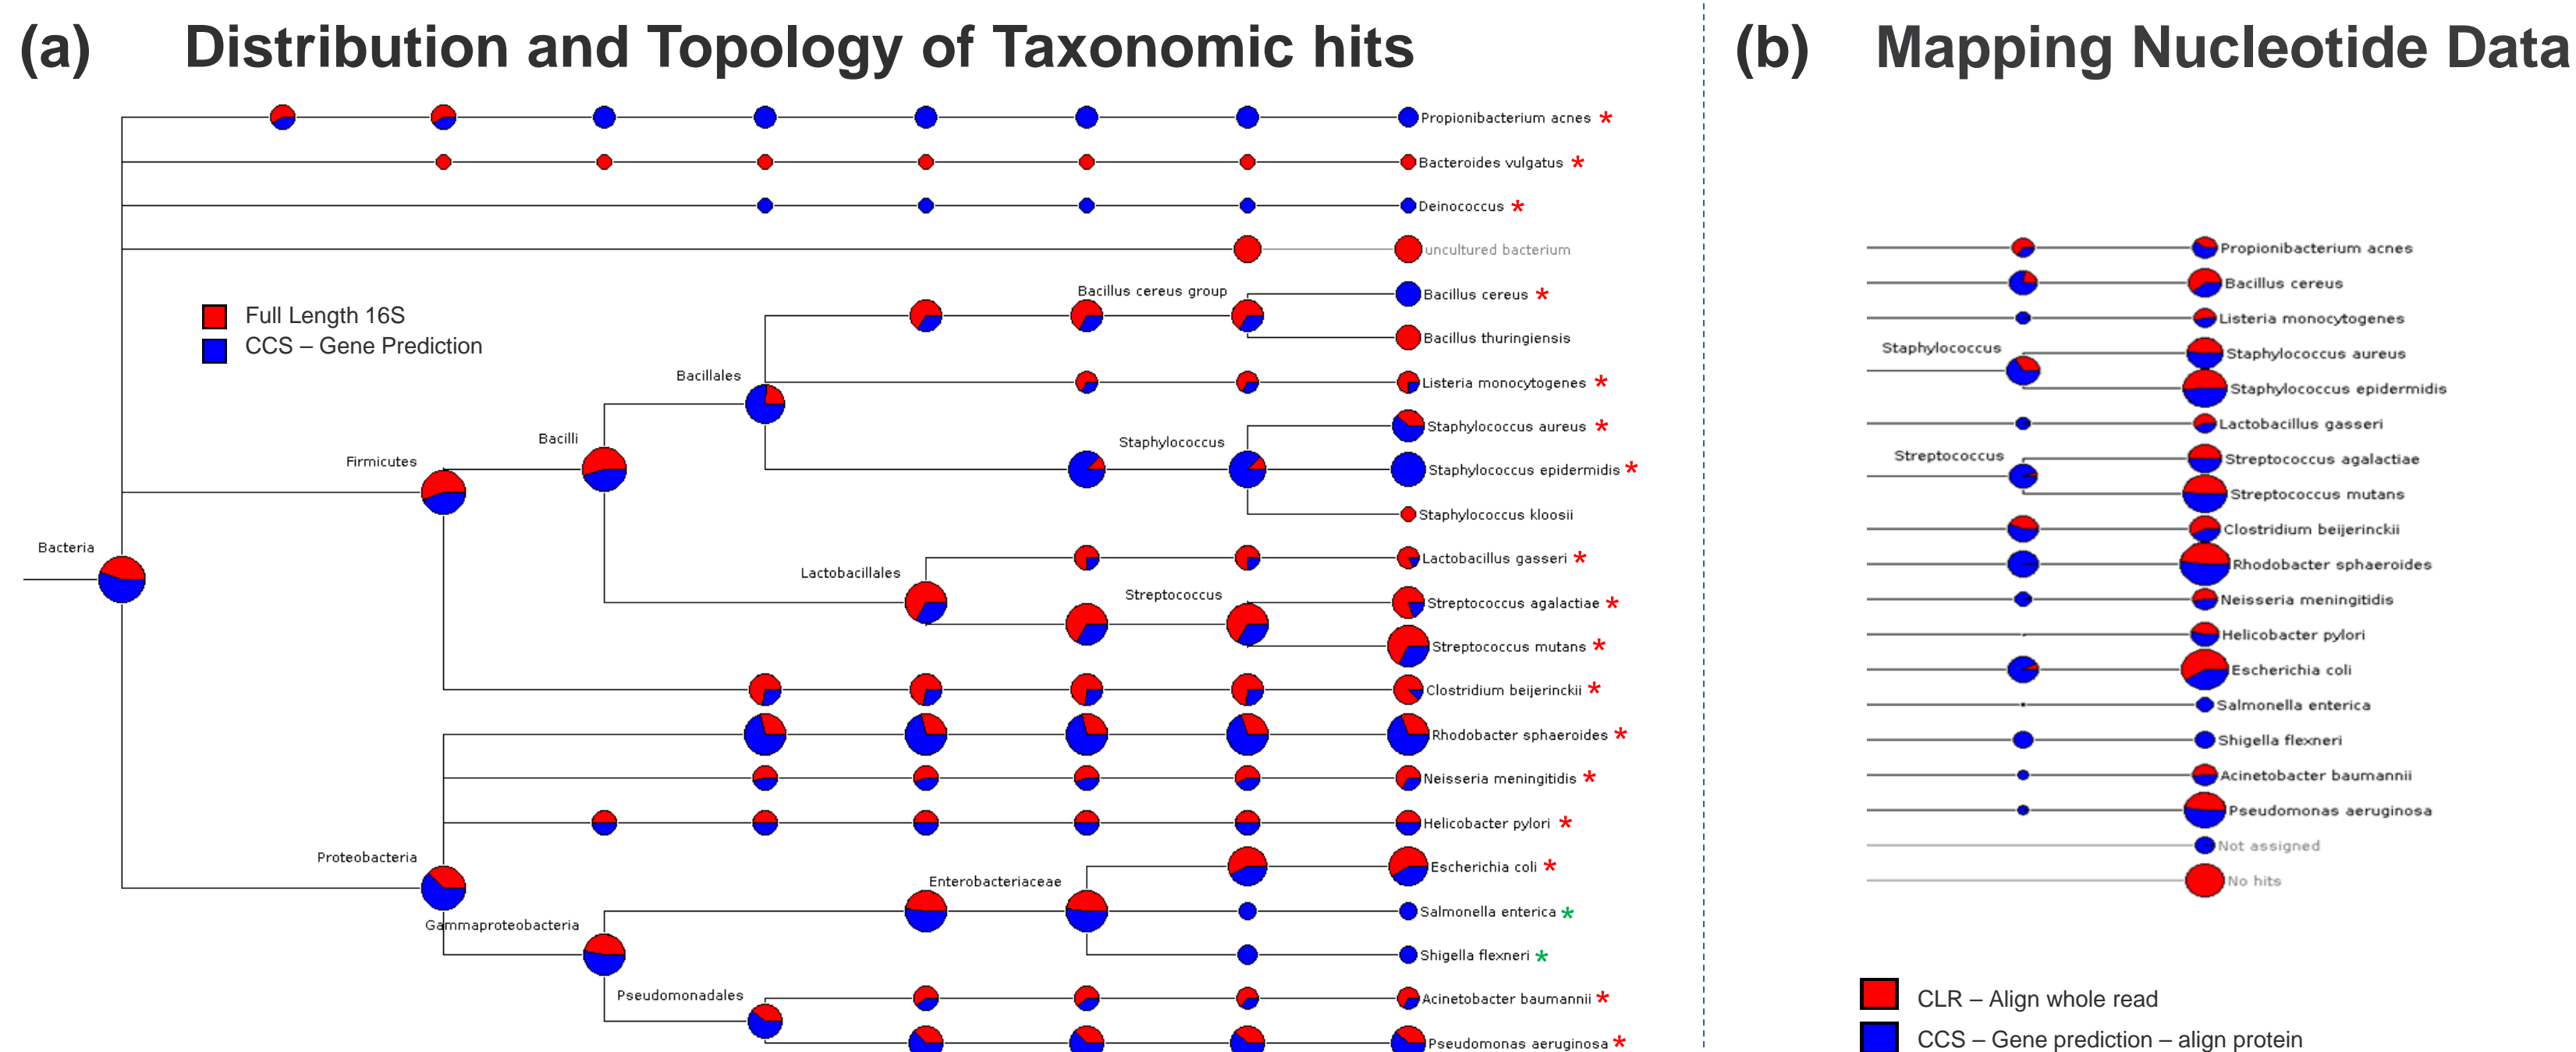 (a) Distribution and Topology of Taxonomic hits
Propionibacterium acnes *
Bacteroides vulgatus *
Deinococcus *
uncultured bacterium
Bacillus cereus group
Bacillus cereus *
Full Length 16S
CCS – Gene Prediction
Bacillus thuringiensis
Bacillales
Listeria monocytogenes *
Staphylococcus aureus *
Bacilli
Staphylococcus
Firmicutes
Staphylococcus epidermidis *
Staphylococcus kloosii
Bacteria
Lactobacillus gasseri *
Lactobacillales
Streptococcus
Streptococcus agalactiae *
Streptococcus mutans *
Clostridium beijerinckii *
Rhodobacter sphaeroides *
Neisseria meningitidis *
Helicobacter pylori *
Proteobacteria
Escherichia coli *
Enterobacteriaceae
Salmonella enterica *
Gammaproteobacteria
Shigella flexneri *
Pseudomonadales
Acinetobacter baumannii *
Pseudomonas aeruginosa *
(b) Mapping Nucleotide Data
Propionibacterium acnes
Bacillus cereus
Listeria monocytogenes
Staphylococcus
Staphylococcus aureus
Staphylococcus epidermidis
Lactobacillus gasseri
Streptococcus
Streptococcus agalactiae
Streptococcus mutans
Clostridium beijerinckii
Rhodobacter sphaeroides
Neisseria meningitidis
Helicobacter pylori
Escherichia coli
Salmonella enterica
Shigella flexneri
Acinetobacter baumannii
Pseudomonas aeruginosa
Not assigned
No hits
CLR – Align whole read
CCS – Gene prediction – align protein